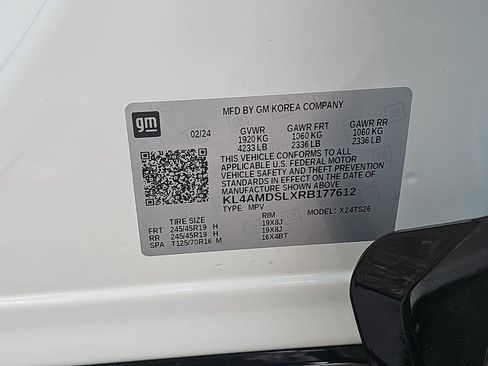 MFD BY GM KOREA COMPANY
gm
02/24 GVWR GAWR FRT GAWR RR
1920 KG 1060 KG 1060 KG
4233 LB 2336 LB 2336 LB
THIS VEHICLE CONFORMS TO ALL
APPLICABLE U.S. FEDERAL MOTOR
VEHICLE SAFETY AND THEFT
PREVENTION STANDARDS IN EFFECT
ON THE DATE OF MANUFACTURE
SHOWN ABOVE.
KL4AMDSLXRB177612
TYPE: MPV MODEL: X24TS26
TIRE SIZE RIM
FRT 245/45R19 H 19X8J
RR 245/45R19 H 19X8J
SPA T125/70R16 M 16X4BT